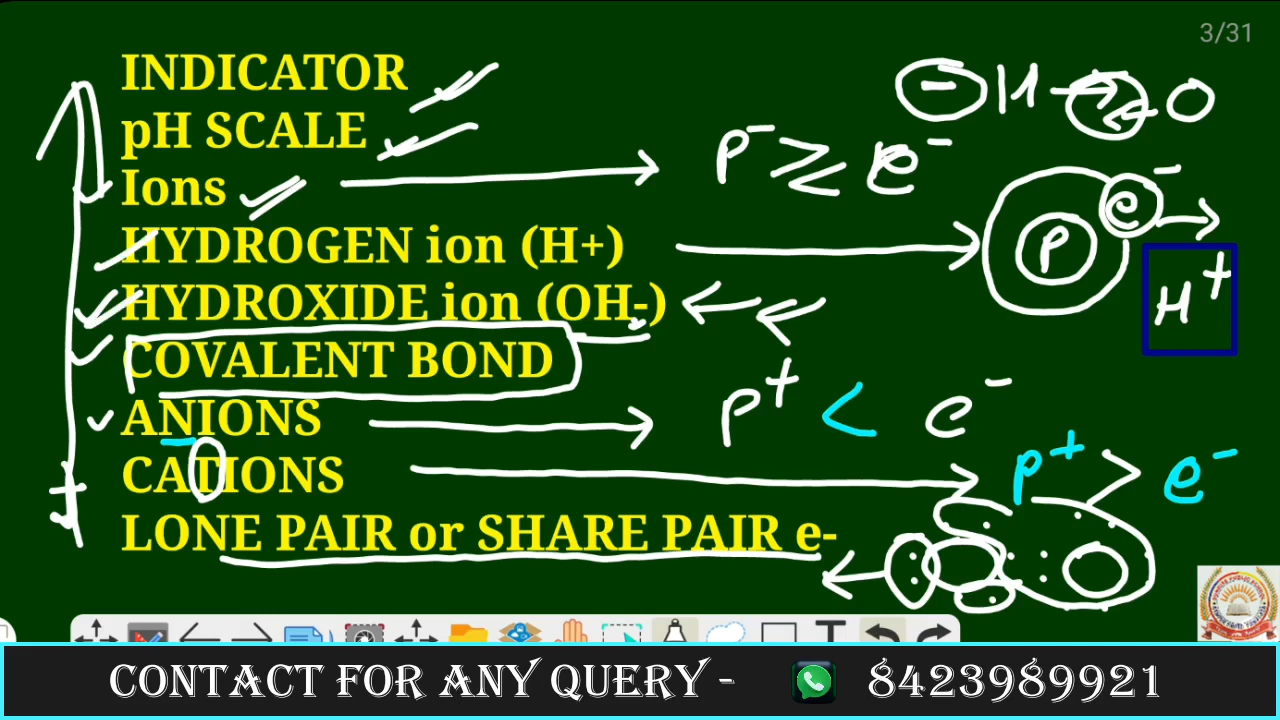 3/31
INDICATOR
pH SCALE
Ions
HYDROGEN ion (H+)
HYDROXIDE ion (OH-)
COVALENT BOND
ANIONS
CATIONS
LONE PAIR or SHARE PAIR e-
- H O
p⁻ ≥ e⁻
p e⁻
H⁺
p⁺ < e⁻
p⁺ > e⁻
T
CONTACT FOR ANY QUERY - 8423989921